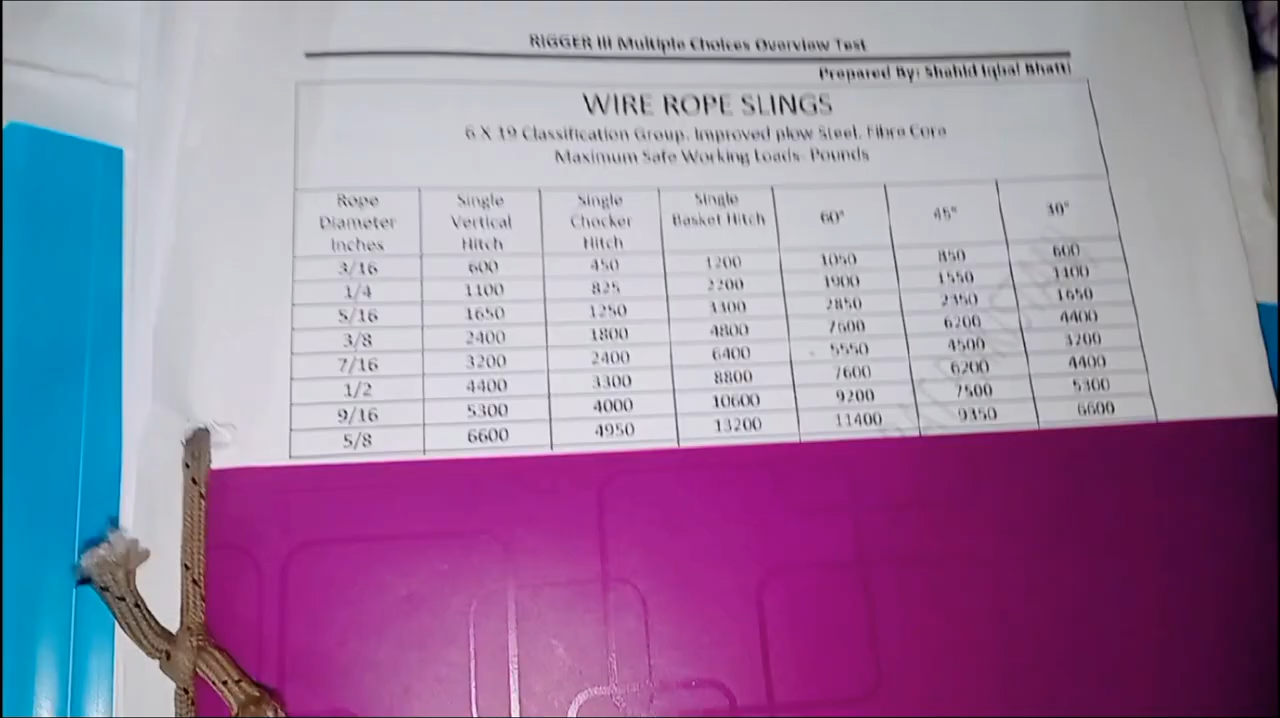 RIGGER III Multiple Choices Overview Test
Prepared By: Shahid Iqbal Bhatti
WIRE ROPE SLINGS
6 X 19 Classification Group, Improved plow Steel, Fibre Core
Maximum Safe Working Loads- Pounds
Rope Diameter Inches Single Vertical Hitch Single Chocker Hitch Single Basket Hitch 60° 45° 30°
3/16 600 450 1200 1050 850 600
1/4 1100 825 2200 1900 1550 1100
5/16 1650 1250 3300 2850 2350 1650
3/8 2400 1800 4800 7600 6200 4400
7/16 3200 2400 6400 5550 4500 3200
1/2 4400 3300 8800 7600 6200 4400
9/16 5300 4000 10600 9200 7500 5300
5/8 6600 4950 13200 11400 9350 6600